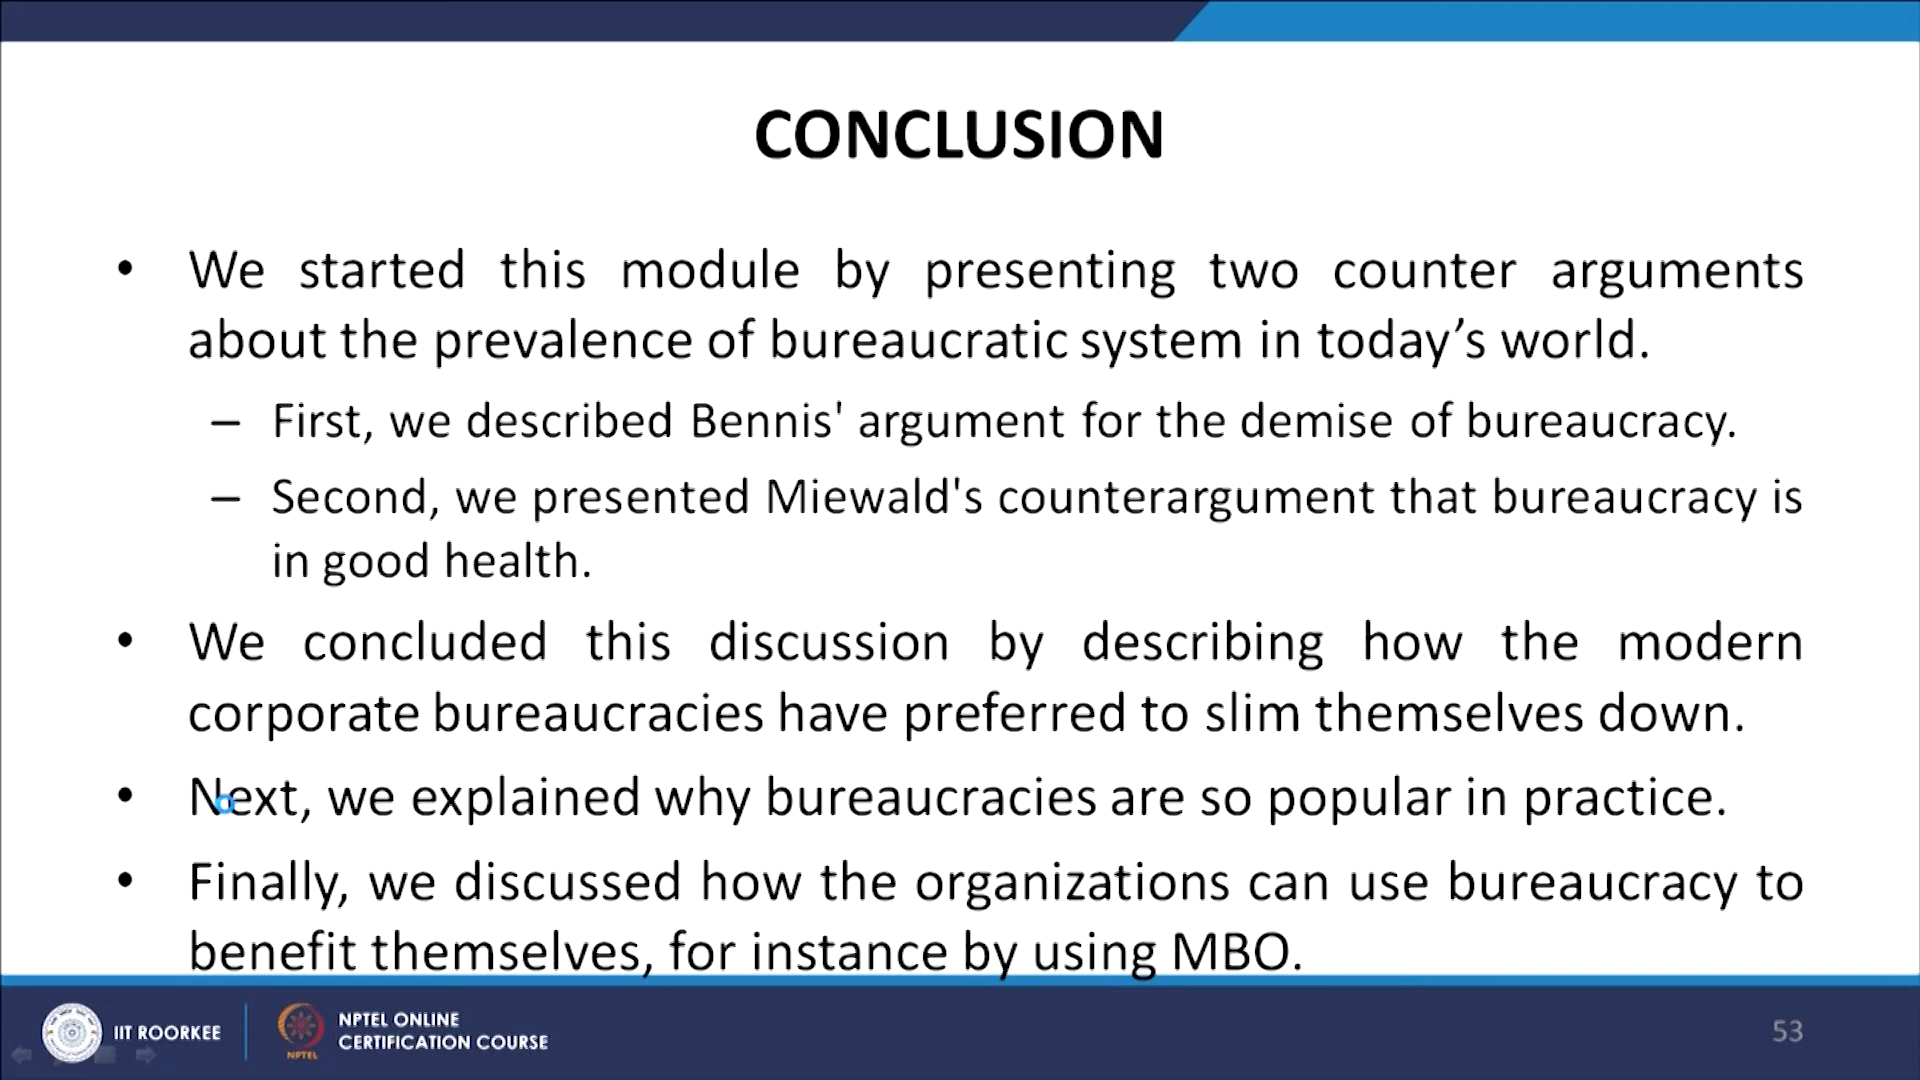 CONCLUSION
• We started this module by presenting two counter arguments
about the prevalence of bureaucratic system in today’s world.
– First, we described Bennis' argument for the demise of bureaucracy.
– Second, we presented Miewald's counterargument that bureaucracy is
in good health.
• We concluded this discussion by describing how the modern
corporate bureaucracies have preferred to slim themselves down.
• Next, we explained why bureaucracies are so popular in practice.
• Finally, we discussed how the organizations can use bureaucracy to
benefit themselves, for instance by using MBO.
IIT ROORKEE
NPTEL
NPTEL ONLINE
CERTIFICATION COURSE
53